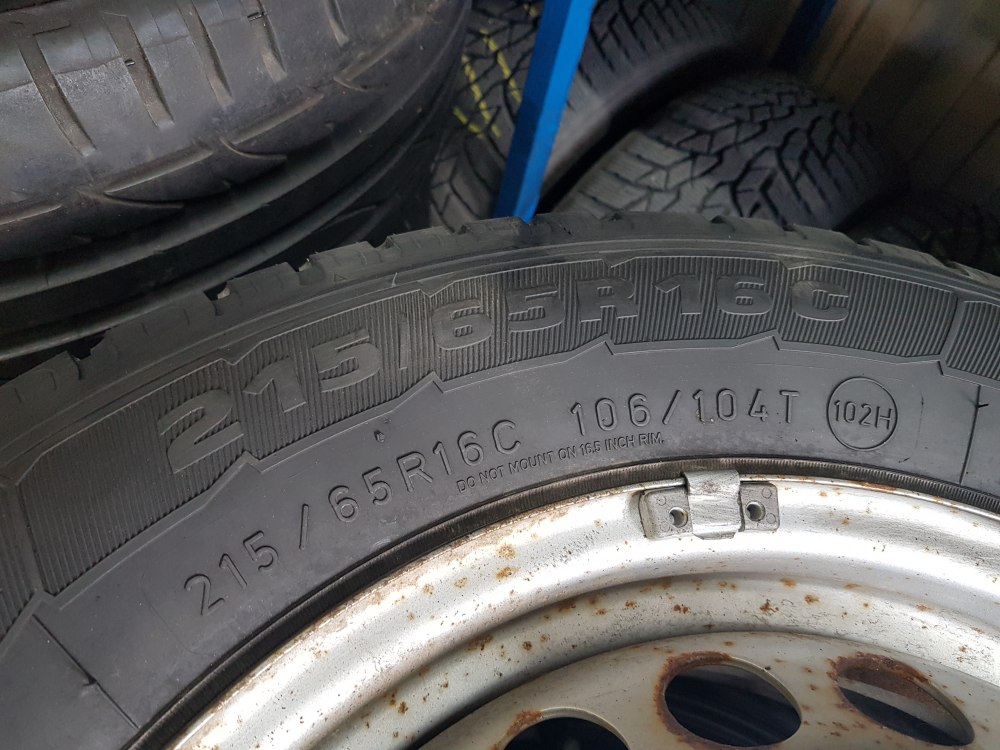 215/65R16C
215/65R16C 106/104T 102H
DO NOT MOUNT ON 16.5 INCH RIM.